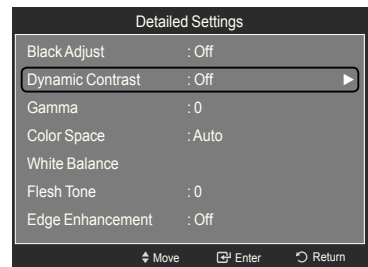 Detailed Settings
Black Adjust : Off
Dynamic Contrast : Off
Gamma : 0
Color Space : Auto
White Balance
Flesh Tone : 0
Edge Enhancement : Off
Move Enter Return